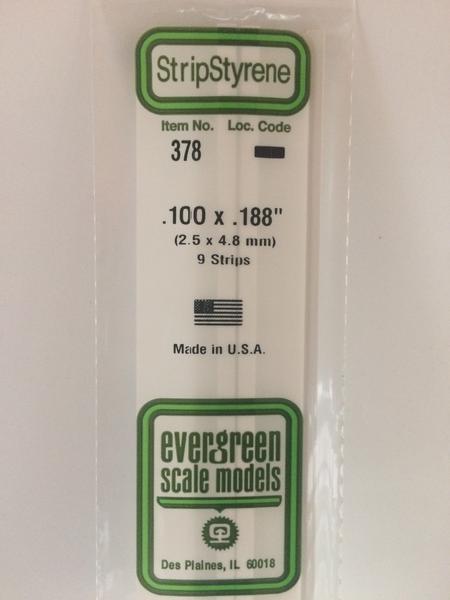 StripStyrene
Item No. Loc. Code
378
.100 x .188"
(2.5 x 4.8 mm)
9 Strips
Made in U.S.A.
evergreen
scale models
Des Plaines, IL 60018